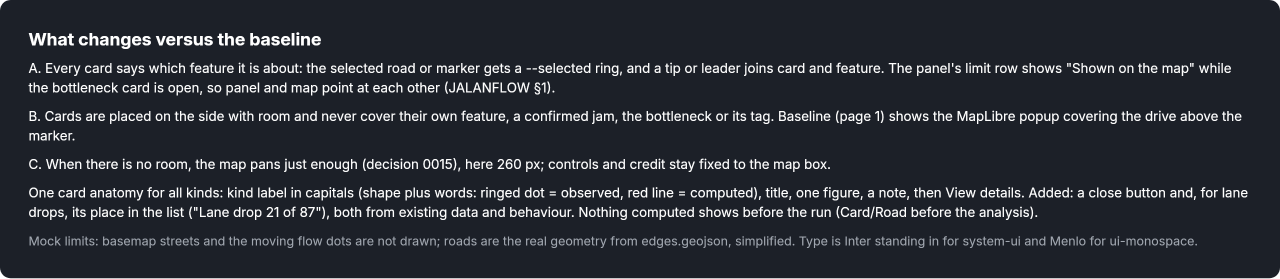 What changes versus the baseline
A. Every card says which feature it is about: the selected road or marker gets a --selected ring, and a tip or leader joins card and feature. The panel's limit row shows "Shown on the map" while
the bottleneck card is open, so panel and map point at each other (JALANFLOW §1).
B. Cards are placed on the side with room and never cover their own feature, a confirmed jam, the bottleneck or its tag. Baseline (page 1) shows the MapLibre popup covering the drive above the
marker.
C. When there is no room, the map pans just enough (decision 0015), here 260 px; controls and credit stay fixed to the map box.
One card anatomy for all kinds: kind label in capitals (shape plus words: ringed dot = observed, red line = computed), title, one figure, a note, then View details. Added: a close button and, for lane
drops, its place in the list ("Lane drop 21 of 87"), both from existing data and behaviour. Nothing computed shows before the run (Card/Road before the analysis).
Mock limits: basemap streets and the moving flow dots are not drawn; roads are the real geometry from edges.geojson, simplified. Type is Inter standing in for system-ui and Menlo for ui-monospace.